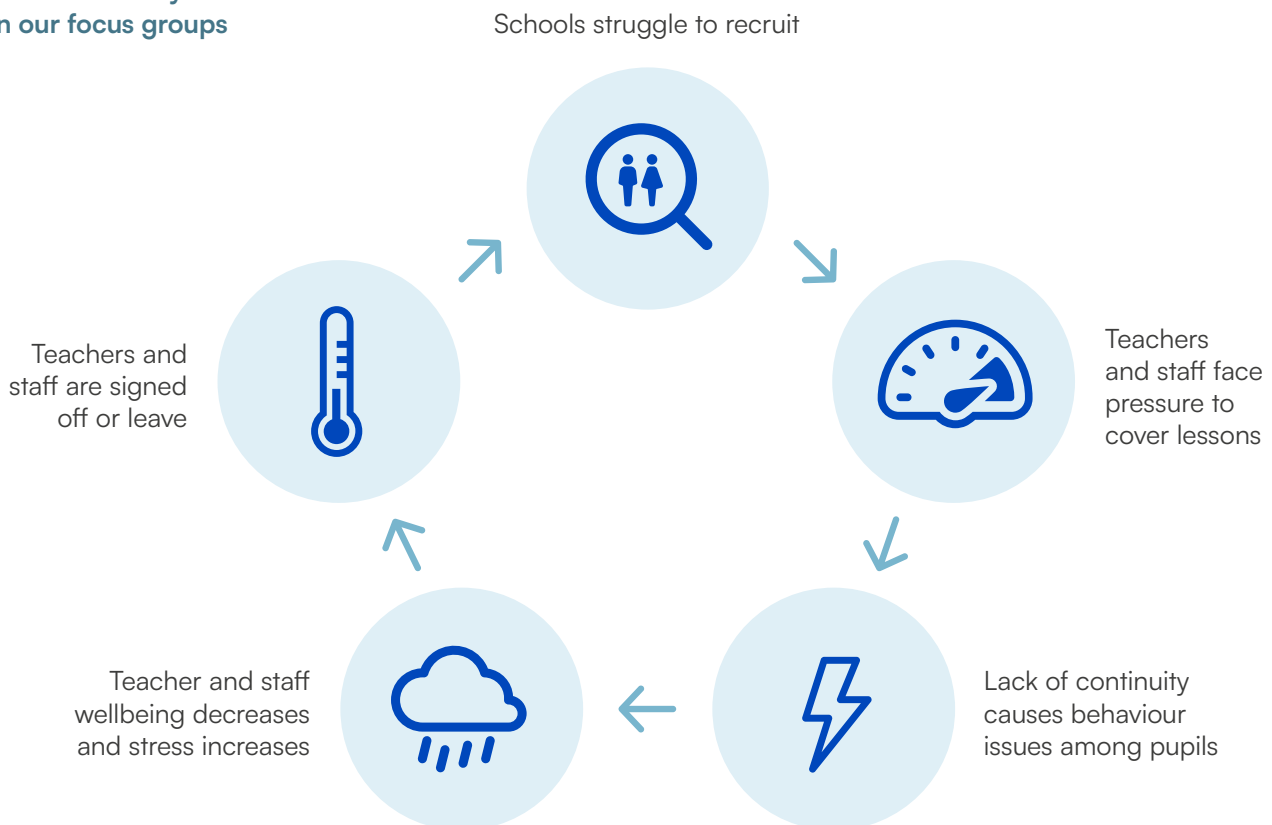 n our focus groups
Schools struggle to recruit
Teachers
and staff face
pressure to
cover lessons
Lack of continuity
causes behaviour
issues among pupils
Teacher and staff
wellbeing decreases
and stress increases
Teachers and
staff are signed
off or leave